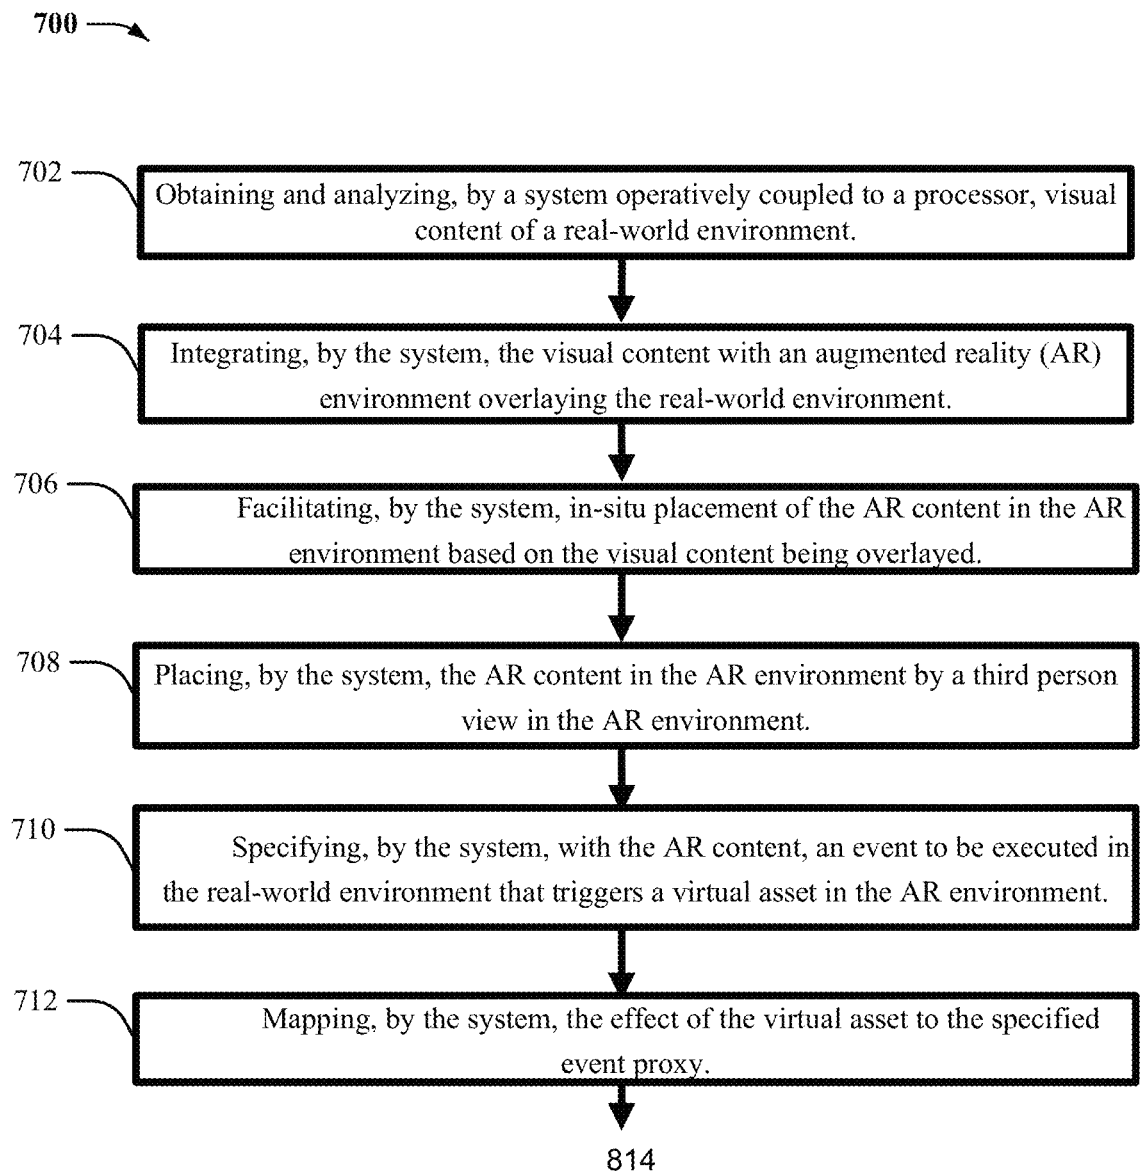 700
702
Obtaining and analyzing, by a system operatively coupled to a processor, visual
content of a real-world environment.
704
Integrating, by the system, the visual content with an augmented reality (AR)
environment overlaying the real-world environment.
706
Facilitating, by the system, in-situ placement of the AR content in the AR
environment based on the visual content being overlayed.
708
Placing, by the system, the AR content in the AR environment by a third person
view in the AR environment.
710
Specifying, by the system, with the AR content, an event to be executed in
the real-world environment that triggers a virtual asset in the AR environment.
712
Mapping, by the system, the effect of the virtual asset to the specified
event proxy.
814